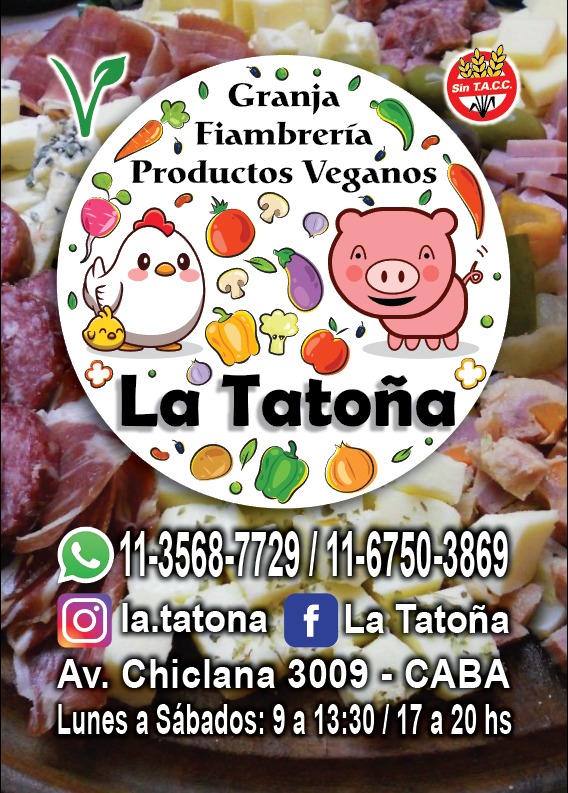 Sin T.A.C.C.
Granja
Fiambrería
Productos Veganos
La Tatoña
11-3568-7729 / 11-6750-3869
la.tatona
La Tatoña
Av. Chiclana 3009 - CABA
Lunes a Sábados: 9 a 13:30 / 17 a 20 hs